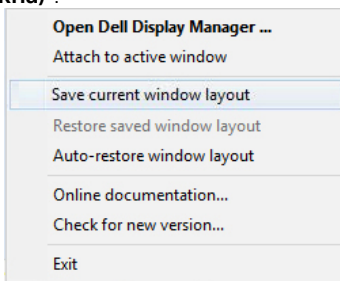 Open Dell Display Manager ...
Attach to active window
Save current window layout
Restore saved window layout
Auto-restore window layout
Online documentation...
Check for new version...
Exit